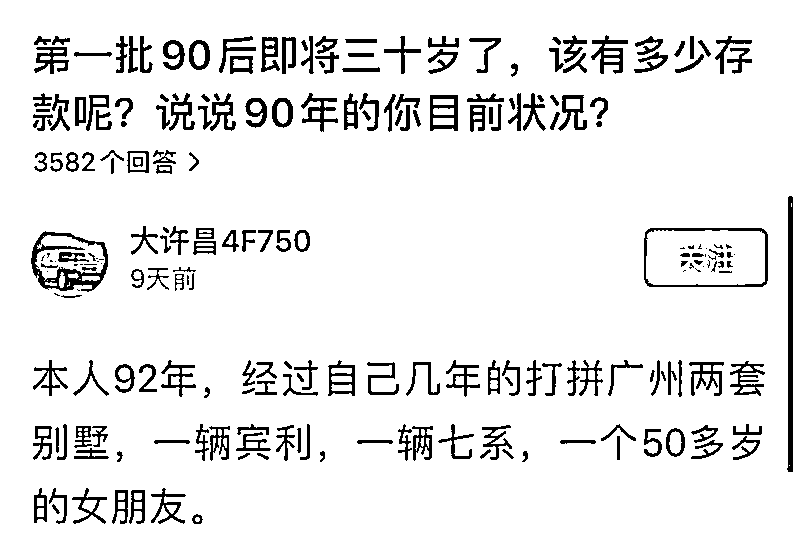 第一批90后即将三十岁了，该有多少存
款呢？说说90年的你目前状况？
3582个回答 >
大许昌4F750
9天前
关注
本人92年，经过自己几年的打拼广州两套
别墅，一辆宾利，一辆七系，一个50多岁
的女朋友。